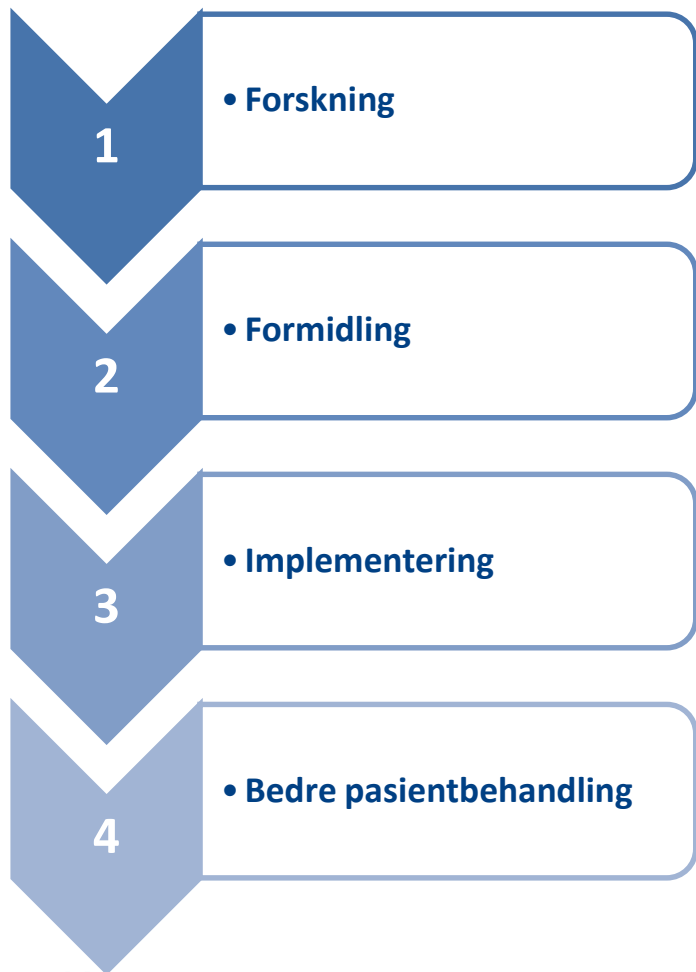 1
• Forskning
2
• Formidling
3
• Implementering
4
• Bedre pasientbehandling